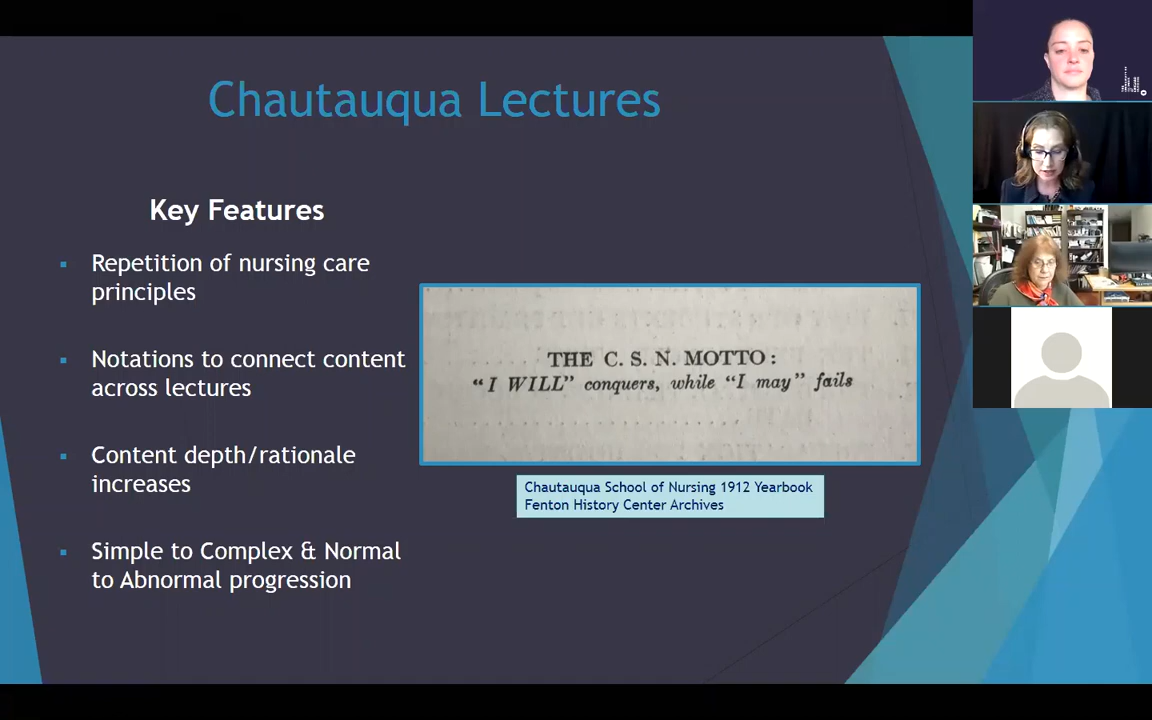 Chautauqua Lectures
Key Features
Repetition of nursing care
principles
Notations to connect content
across lectures
Content depth/rationale
increases
Simple to Complex & Normal
to Abnormal progression
THE C. S. N. MOTTO:
"I WILL" conquers, while "I may" fails
Chautauqua School of Nursing 1912 Yearbook
Fenton History Center Archives